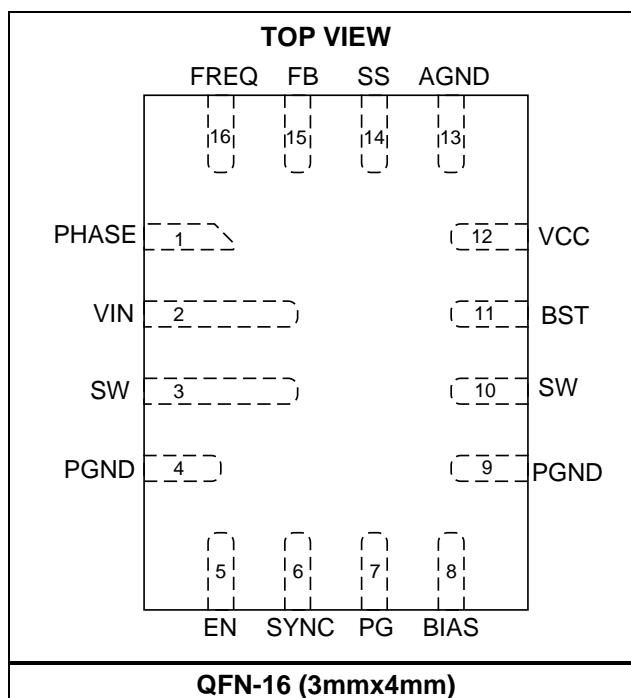 TOP VIEW
FREQ FB SS AGND
16 15 14 13
PHASE 1 12 VCC
VIN 2 11 BST
SW 3 10 SW
PGND 4 9 PGND
5 6 7 8
EN SYNC PG BIAS
QFN-16 (3mmx4mm)